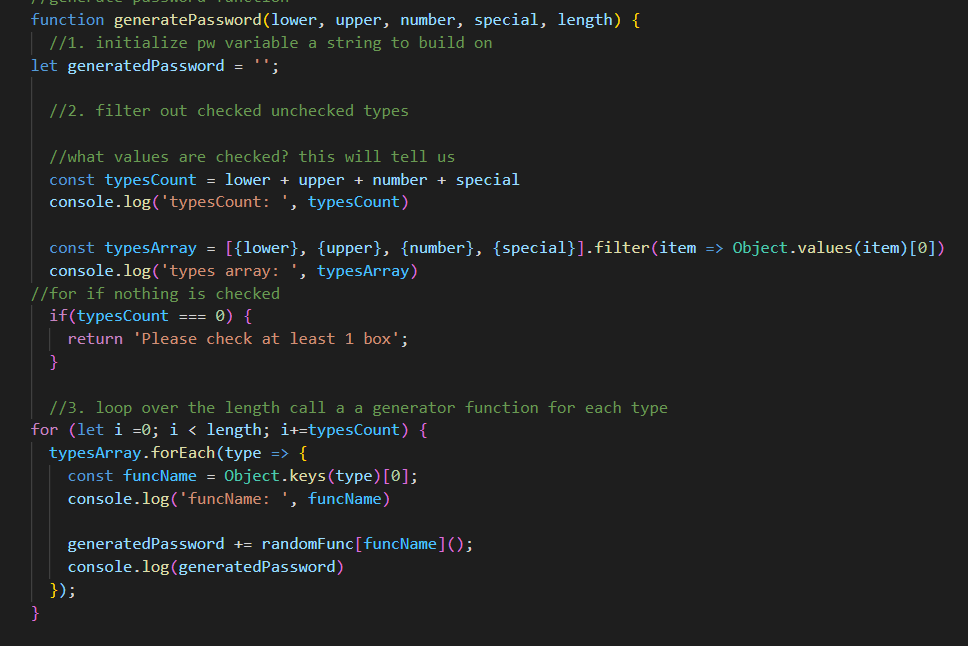 //generate password function
function generatePassword(lower, upper, number, special, length) {
//1. initialize pw variable a string to build on
let generatedPassword = '';
//2. filter out checked unchecked types
//what values are checked? this will tell us
const typesCount = lower + upper + number + special
console.log('typesCount: ', typesCount)
const typesArray = [{lower}, {upper}, {number}, {special}].filter(item => Object.values(item)[0])
console.log('types array: ', typesArray)
//for if nothing is checked
if(typesCount === 0) {
return 'Please check at least 1 box';
}
//3. loop over the length call a a generator function for each type
for (let i =0; i < length; i+=typesCount) {
typesArray.forEach(type => {
const funcName = Object.keys(type)[0];
console.log('funcName: ', funcName)
generatedPassword += randomFunc[funcName]();
console.log(generatedPassword)
});
}